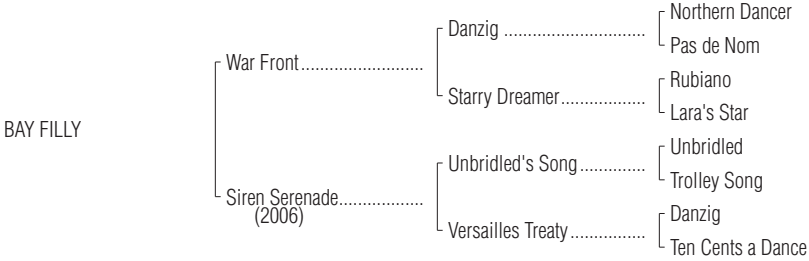 Northern Dancer
Danzig ..............................
Pas de Nom
War Front..........................
Rubiano
Starry Dreamer..................
Lara's Star
BAY FILLY
Unbridled
Unbridled's Song ..............
Trolley Song
Siren Serenade..................
(2006)
Danzig
Versailles Treaty ................
Ten Cents a Dance